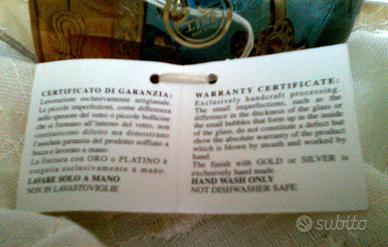 CERTIFICATO DI GARANZIA:
Lavorazione esclusivamente artigianale.
Le piccole imperfezioni, come differenza
sullo spessore del vetro o piccole bollicine
che si formano all'interno del vetro, non
costituiscono difetto ma dimostrano
l'assoluta garanzia del prodotto soffiato a
bocca e lavorato a mano.
La finitura con ORO o PLATINO è
eseguita esclusivamente a mano.
LAVARE SOLO A MANO
NON IN LAVASTOVIGLIE
WARRANTY CERTIFICATE:
Exclusively handcraft processing.
The small imperfections, such as the
difference in the thickness of the glass or
the small bubbles that form up in the inside
of the glass, do not constitute a defect but
show the absolute warranty of the product
which is blown by mouth and worked by
hand.
The finish with GOLD or SILVER is
exclusively hand made.
HAND WASH ONLY
NOT DISHWASHER SAFE
subito